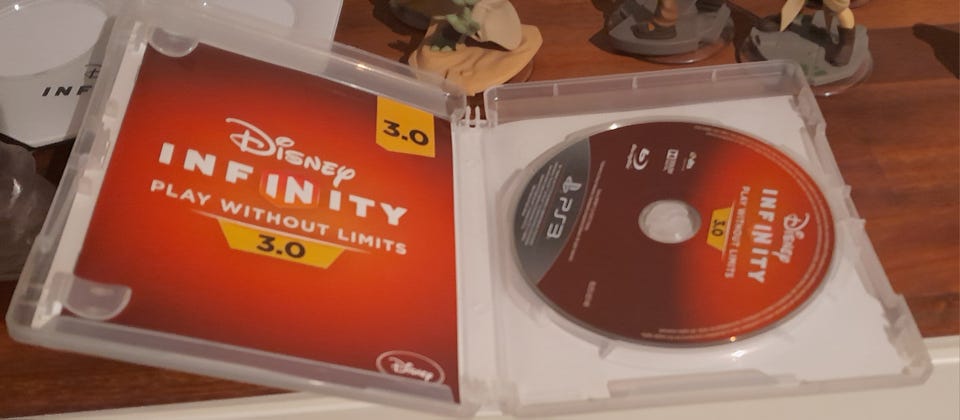 INF
3.0
Disney
INFINITY
PLAY WITHOUT LIMITS
3.0
Disney
PS3
Disney
INFINITY
PLAY WITHOUT LIMITS
3.0